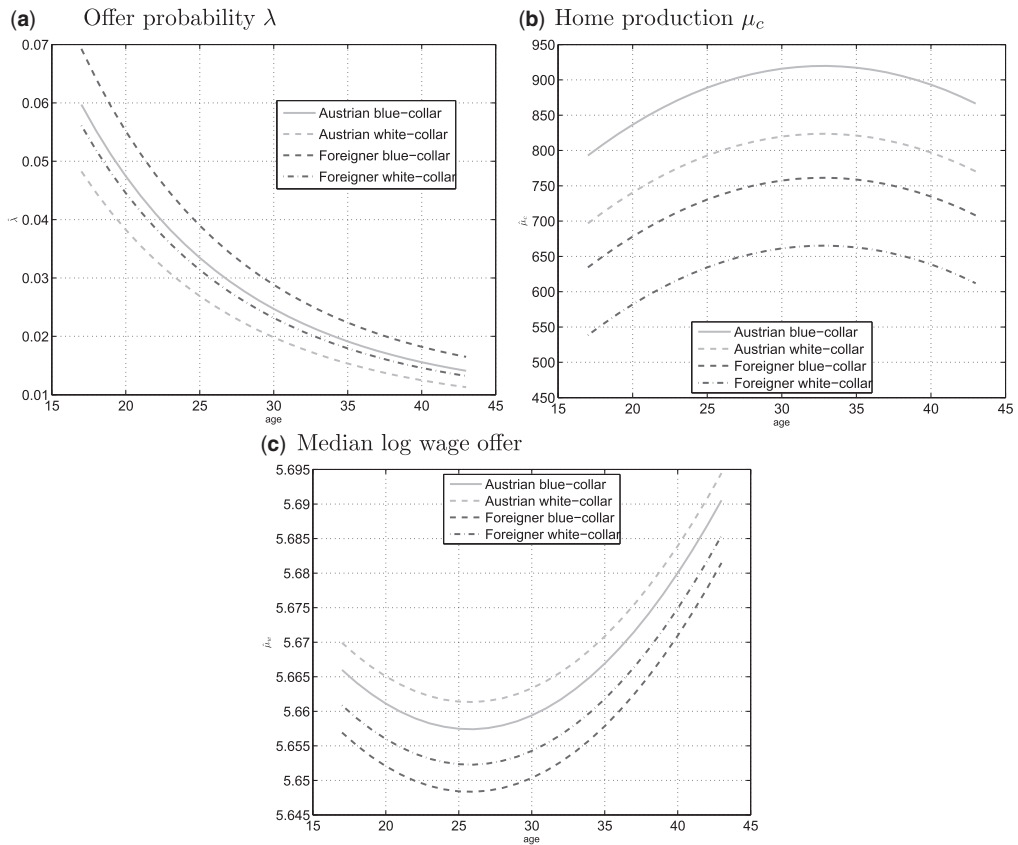 (a) Offer probability λ
0.07
0.06
0.05
0.04
0.03
0.02
0.01
λ
15 20 25 30 35 40 45
age
Austrian blue−collar
Austrian white−collar
Foreigner blue−collar
Foreigner white−collar
(b) Home production μc
950
900
850
800
750
700
650
600
550
500
450
μ̂c
15 20 25 30 35 40 45
age
Austrian blue−collar
Austrian white−collar
Foreigner blue−collar
Foreigner white−collar
(c) Median log wage offer
5.695
5.69
5.685
5.68
5.675
5.67
5.665
5.66
5.655
5.65
5.645
15 20 25 30 35 40 45
age
Austrian blue−collar
Austrian white−collar
Foreigner blue−collar
Foreigner white−collar